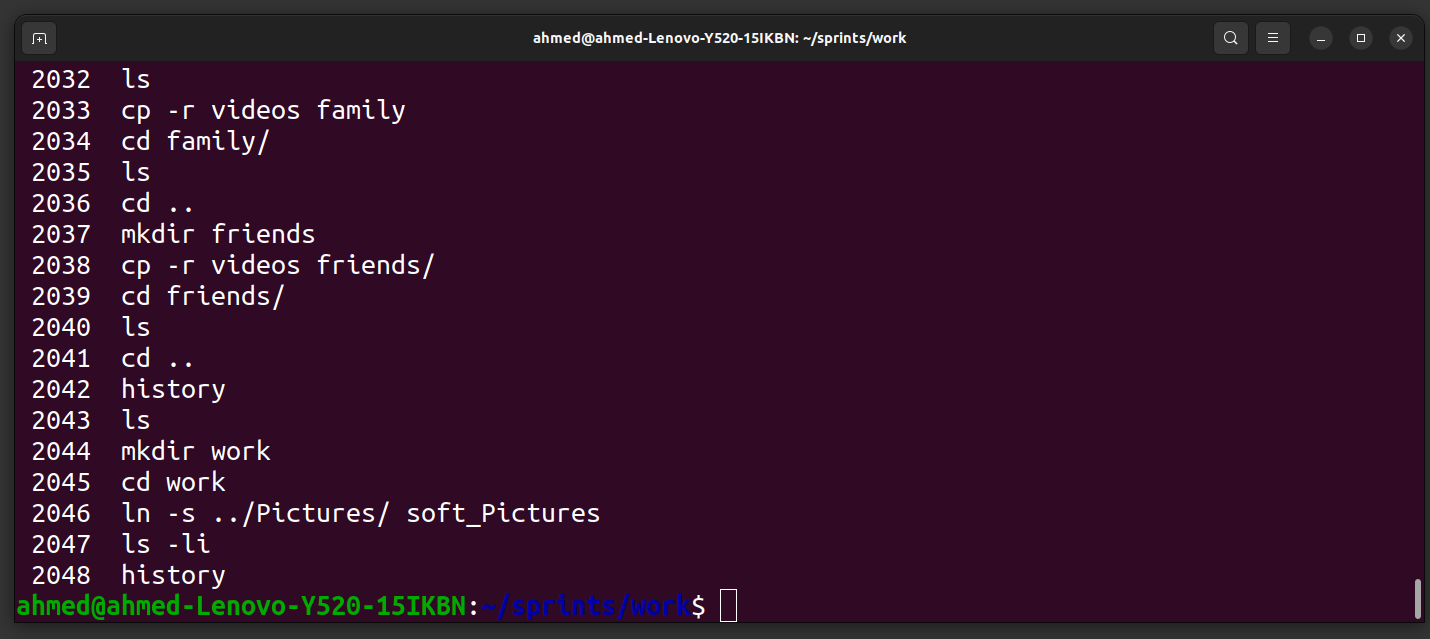 ahmed@ahmed-Lenovo-Y520-15IKBN: ~/sprints/work
2032 ls
2033 cp -r videos family
2034 cd family/
2035 ls
2036 cd ..
2037 mkdir friends
2038 cp -r videos friends/
2039 cd friends/
2040 ls
2041 cd ..
2042 history
2043 ls
2044 mkdir work
2045 cd work
2046 ln -s ../Pictures/ soft_Pictures
2047 ls -li
2048 history
ahmed@ahmed-Lenovo-Y520-15IKBN:~/sprints/work$